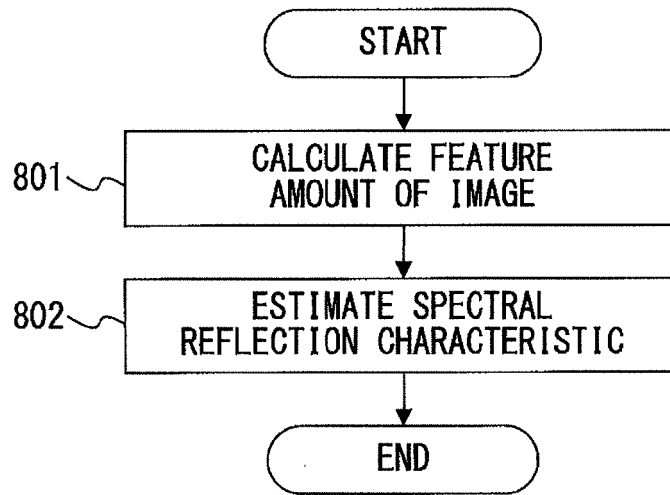 START
801
CALCULATE FEATURE
AMOUNT OF IMAGE
802
ESTIMATE SPECTRAL
REFLECTION CHARACTERISTIC
END